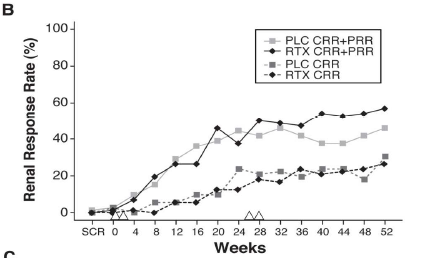 B
100
80
60
40
20
0
Renal Response Rate (%)
PLC CRR+PRR
RTX CRR+PRR
PLC CRR
RTX CRR
SCR 0 4 8 12 16 20 24 28 32 36 40 44 48 52
Weeks
C